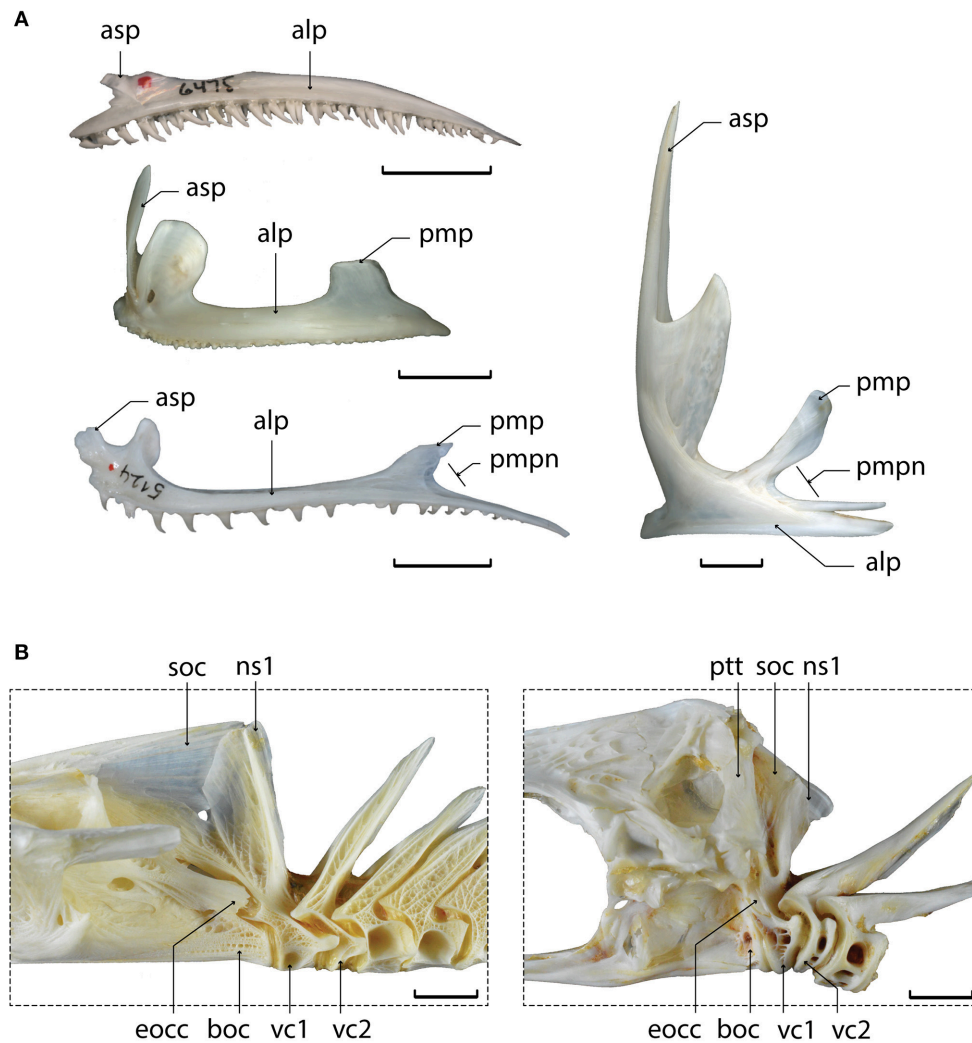 A
asp alp
6475
asp
alp pmp
asp alp pmp
pmpn
5124
asp
pmp
pmpn
alp
B
soc ns1
eocc boc vc1 vc2
ptt soc ns1
eocc boc vc1 vc2